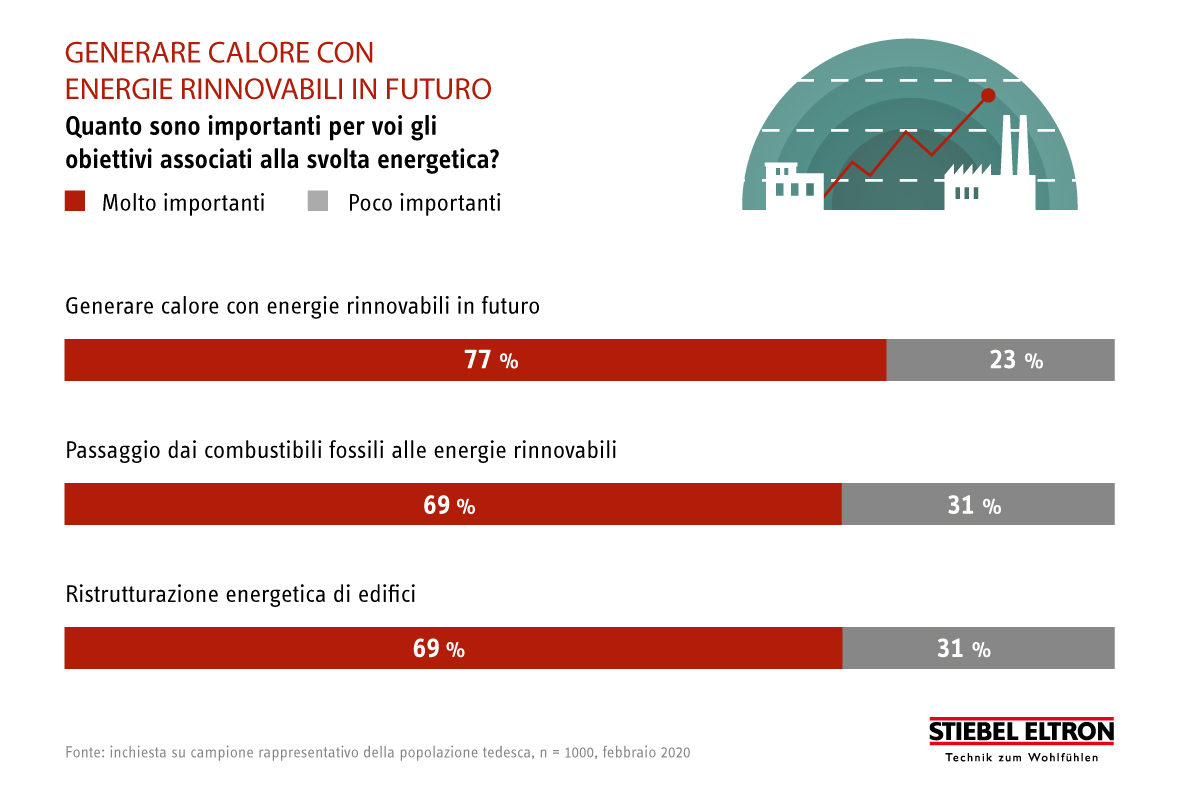 GENERARE CALORE CON
ENERGIE RINNOVABILI IN FUTURO
Quanto sono importanti per voi gli
obiettivi associati alla svolta energetica?
Molto importanti Poco importanti
Generare calore con energie rinnovabili in futuro
77 % 23 %
Passaggio dai combustibili fossili alle energie rinnovabili
69 % 31 %
Ristrutturazione energetica di edifici
69 % 31 %
STIEBEL ELTRON
Technik zum Wohlfühlen
Fonte: inchiesta su campione rappresentativo della popolazione tedesca, n = 1000, febbraio 2020